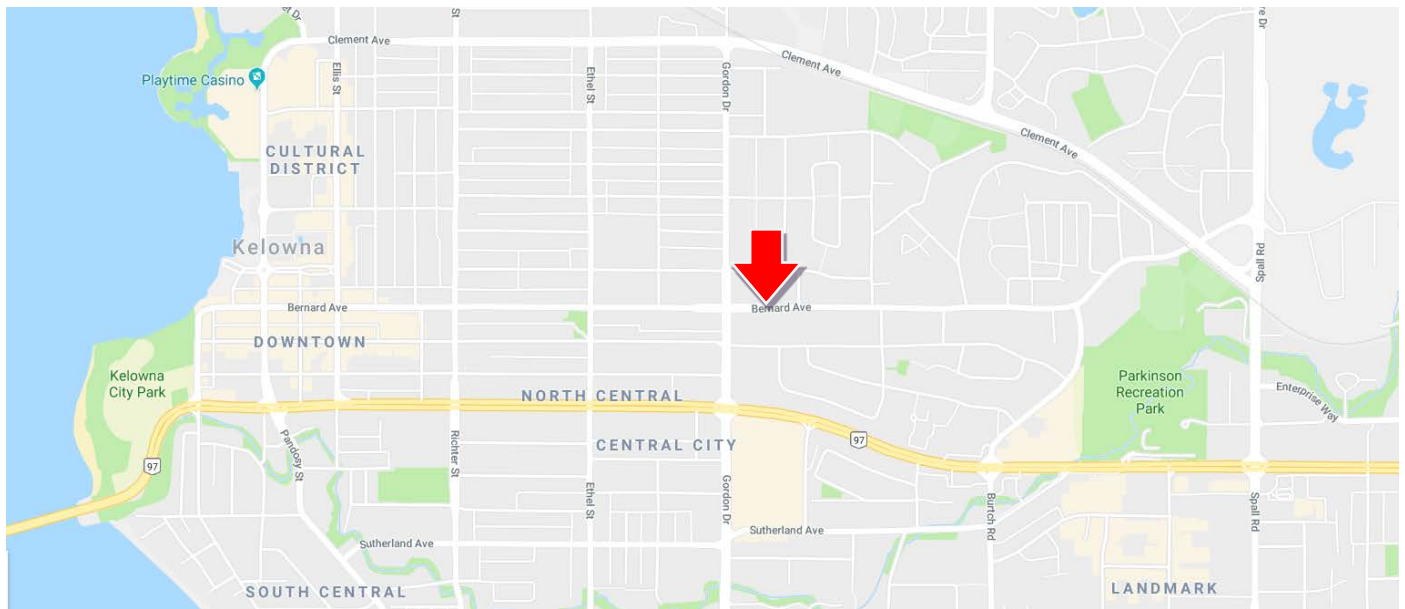 St
Clement Ave
Clement Ave
Playtime Casino
Ellis St
Ethel St
Gordon Dr
Clement Ave
CULTURAL
DISTRICT
Kelowna
Spall Rd
Bernard Ave
Bernard Ave
DOWNTOWN
Kelowna
City Park
Parkinson
Recreation
Park
NORTH CENTRAL
Enterprise Way
CENTRAL CITY
97
97
Pandosy St
Richter St
Ethel St
Gordon Dr
Burtch Rd
Spall Rd
Sutherland Ave
Sutherland Ave
SOUTH CENTRAL
LANDMARK